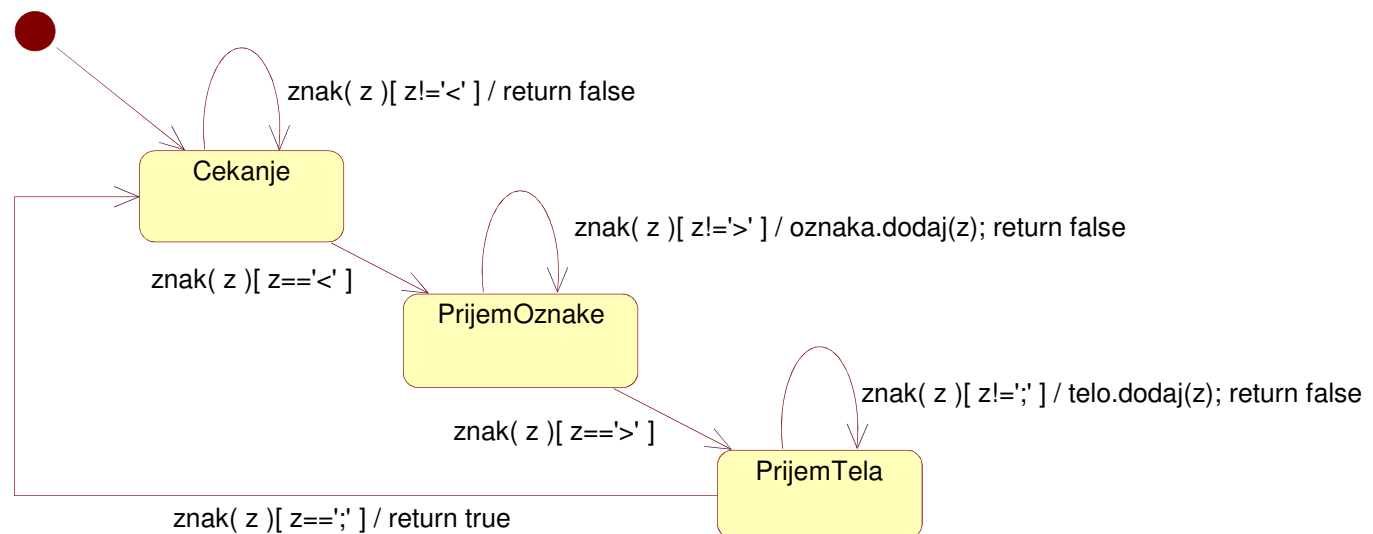 znak( z )[ z!='<' ] / return false
Cekanje
znak( z )[ z!='>' ] / oznaka.dodaj(z); return false
znak( z )[ z=='<' ]
PrijemOznake
znak( z )[ z!=';' ] / telo.dodaj(z); return false
znak( z )[ z=='>' ]
PrijemTela
znak( z )[ z==';' ] / return true